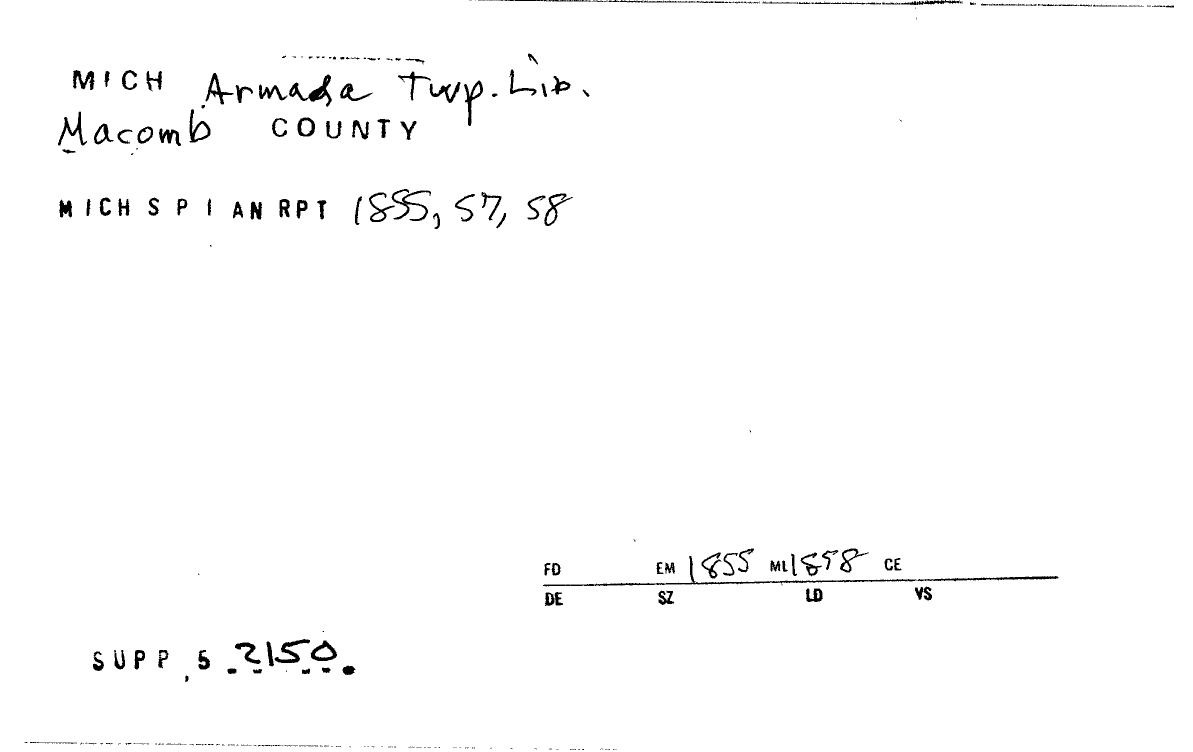 MICH Armada Twp. Lib.
Macomb COUNTY
MICH S P I AN RPT 1855, 57, 58
FD EM 1855 ML 1858 CE
DE SZ LD VS
SUPP, 5 2150.